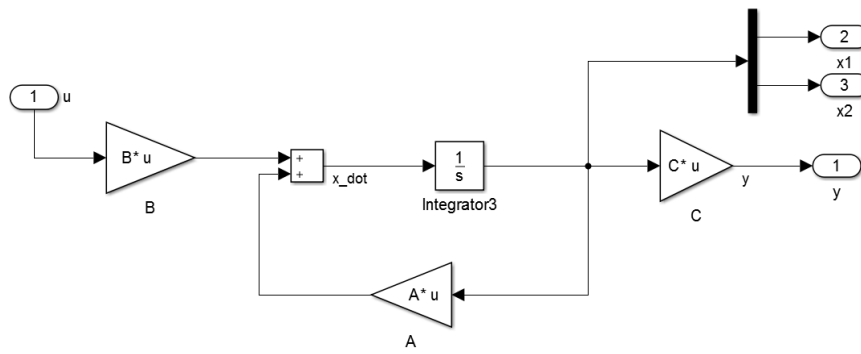 2
x1
3
x2
1
u
B* u
B
+
+
x_dot
1
s
Integrator3
C* u
C
y
1
y
A* u
A